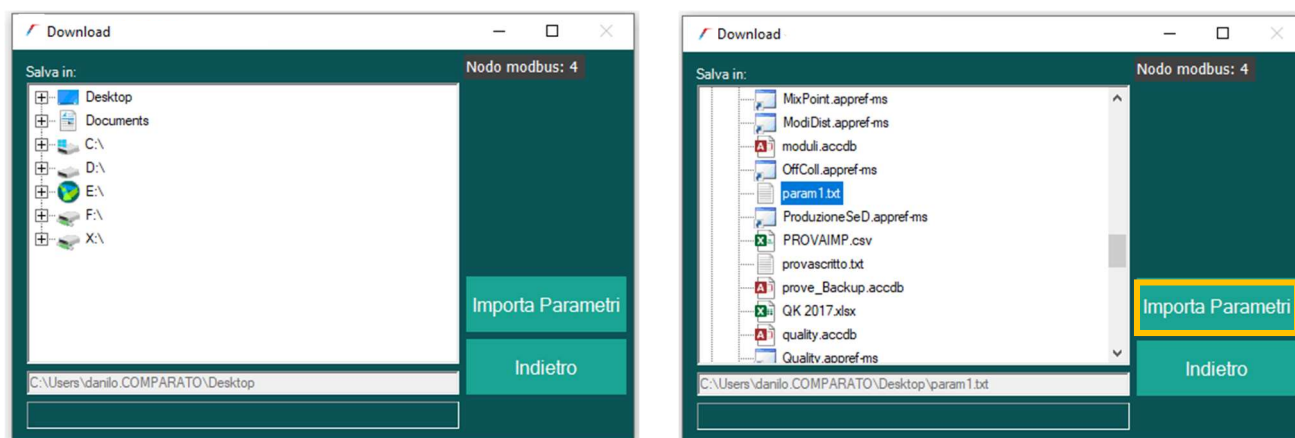 Download
Salva in:
Nodo modbus: 4
Desktop
Documents
C:\
D:\
E:\
F:\
X:\
Importa Parametri
Indietro
C:\Users\danilo.COMPARATO\Desktop
Download
Salva in:
Nodo modbus: 4
MixPoint.appref-ms
ModiDist.appref-ms
moduli.accdb
OffColl.appref-ms
param1.txt
ProduzioneSeD.appref-ms
PROVAIMP.csv
provascritto.txt
prove_Backup.accdb
QK 2017.xlsx
quality.accdb
Quality.appref-ms
Importa Parametri
Indietro
C:\Users\danilo.COMPARATO\Desktop\param1.txt